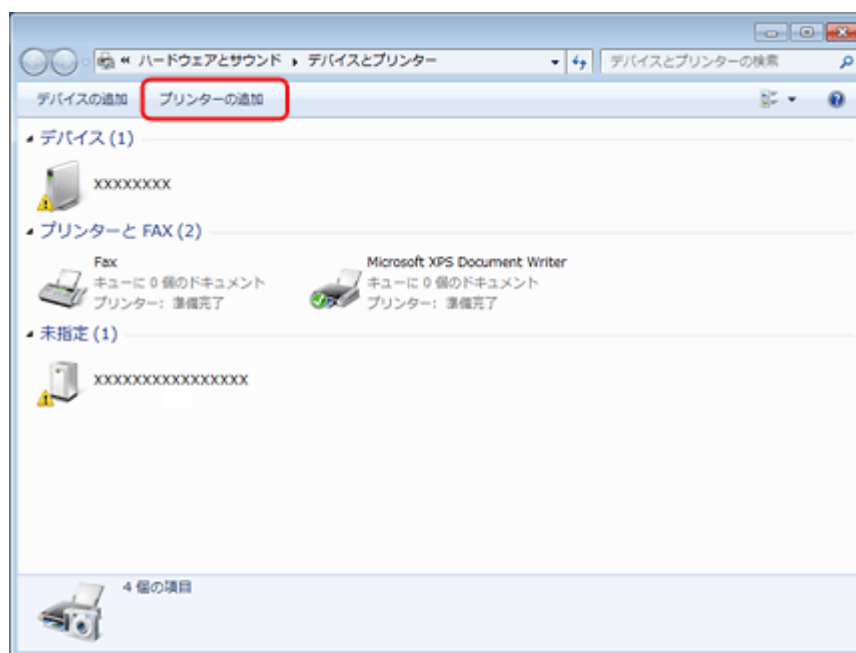 « ハードウェアとサウンド ▸ デバイスとプリンター
デバイスとプリンターの検索
デバイスの追加 プリンターの追加
デバイス (1)
XXXXXXXX
プリンターと FAX (2)
Fax
キューに 0 個のドキュメント
プリンター: 準備完了
Microsoft XPS Document Writer
キューに 0 個のドキュメント
プリンター: 準備完了
未指定 (1)
XXXXXXXXXXXXXXXX
4 個の項目